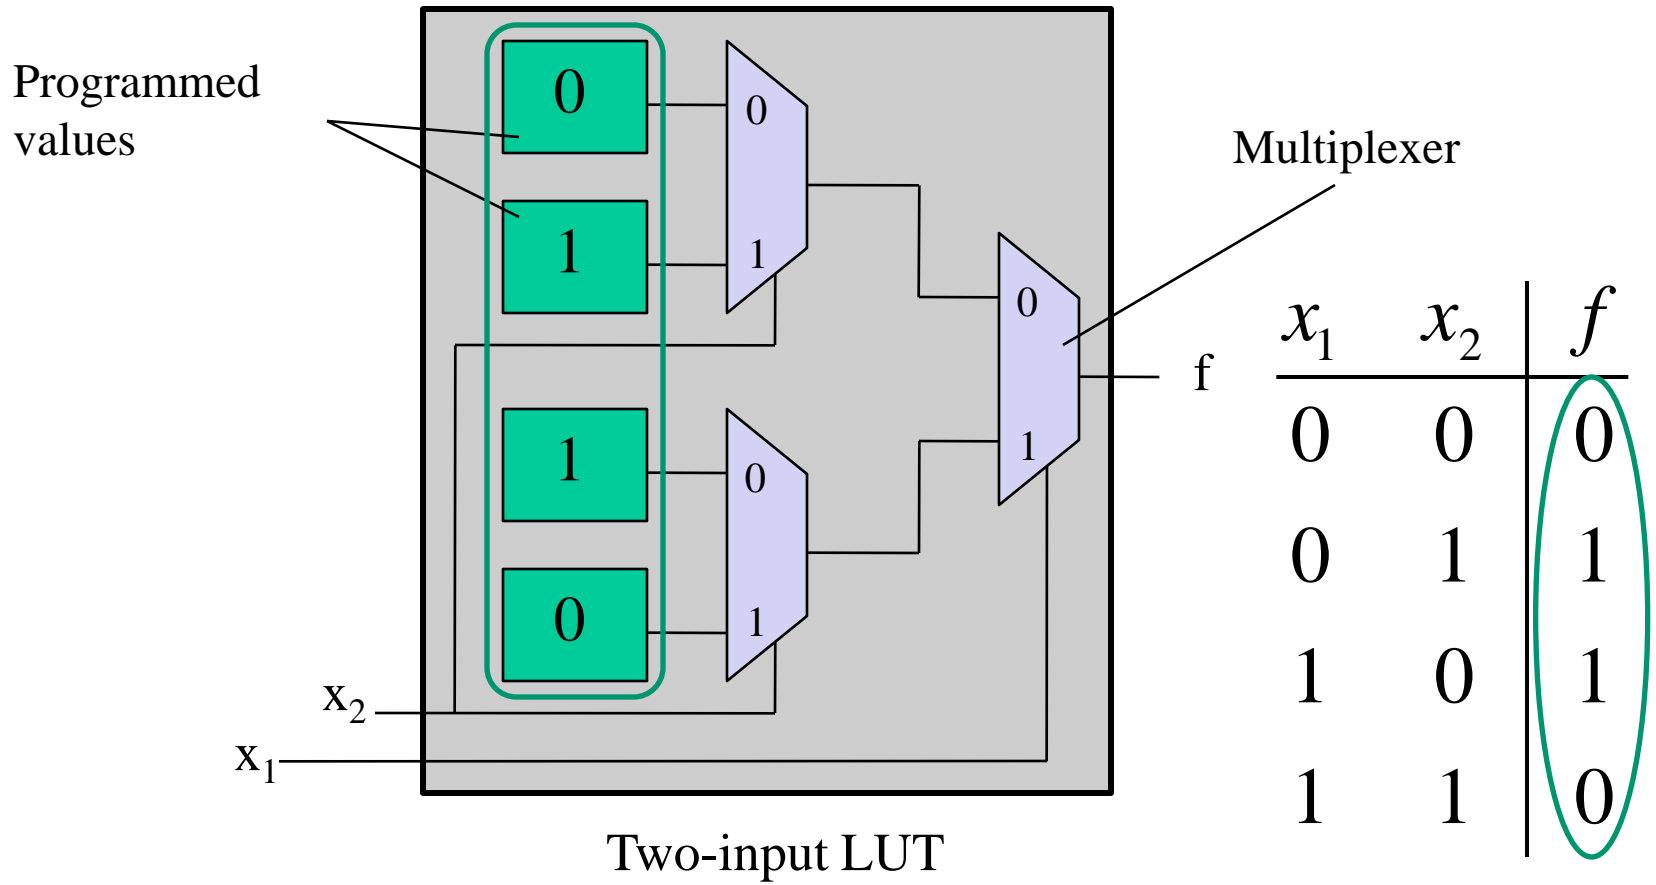 Programmed
values
0
1
1
0
0
1
0
1
0
1
Multiplexer
f
x₂
x₁
Two-input LUT
x₁ x₂ f
0 0 0
0 1 1
1 0 1
1 1 0